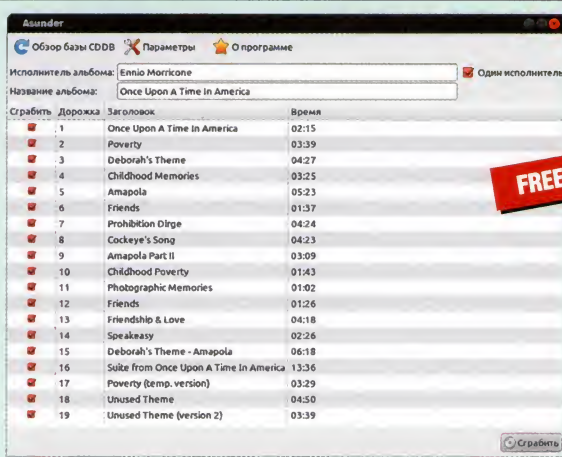 Asunder
Обзор базы CDDB Параметры О программе
Исполнитель альбома: Ennio Morricone Один исполнитель
Название альбома: Once Upon A Time In America
Сграбить Дорожка Заголовок Время
1 Once Upon A Time In America 02:15
2 Poverty 03:39
3 Deborah's Theme 04:27
4 Childhood Memories 03:25
5 Amapola 05:23
6 Friends 01:37
7 Prohibition Dirge 04:24
8 Cockeye's Song 04:23
9 Amapola Part II 03:09
10 Childhood Poverty 01:43
11 Photographic Memories 01:02
12 Friends 01:26
13 Friendship & Love 04:18
14 Speakeasy 02:26
15 Deborah's Theme - Amapola 06:18
16 Suite from Once Upon A Time In America 13:36
17 Poverty (temp. version) 03:29
18 Unused Theme 04:50
19 Unused Theme (version 2) 03:39
FREE
Сграбить